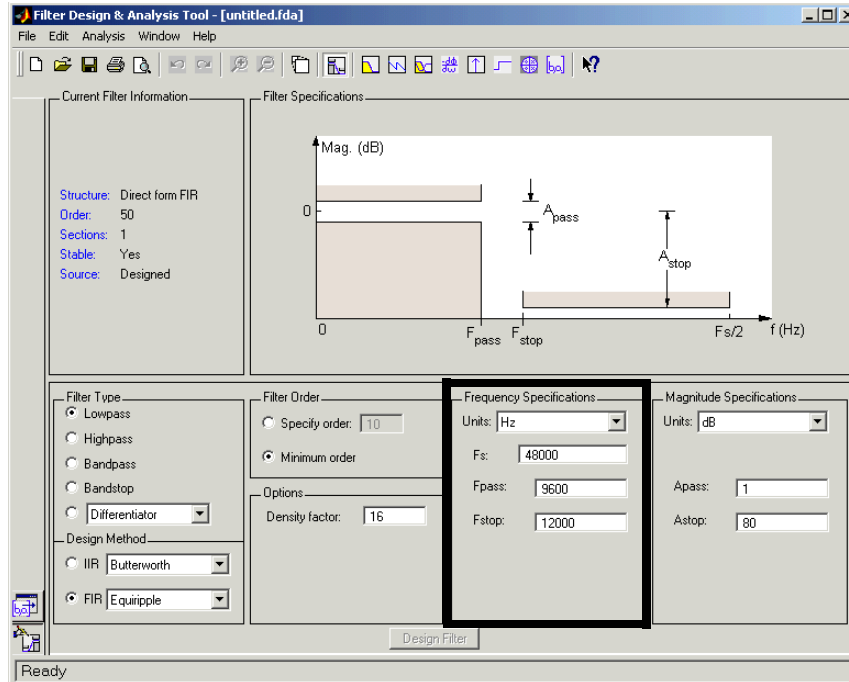 Filter Design & Analysis Tool - [untitled.fda]
File Edit Analysis Window Help
Current Filter Information
Structure: Direct form FIR
Order: 50
Sections: 1
Stable: Yes
Source: Designed
Filter Specifications
Mag. (dB)
0
Apass
Astop
0
Fpass
Fstop
Fs/2
f (Hz)
Filter Type
Lowpass
Highpass
Bandpass
Bandstop
Differentiator
Design Method
IIR Butterworth
FIR Equiripple
Filter Order
Specify order: 10
Minimum order
Options
Density factor: 16
Frequency Specifications
Units: Hz
Fs: 48000
Fpass: 9600
Fstop: 12000
Magnitude Specifications
Units: dB
Apass: 1
Astop: 80
Design Filter
Ready